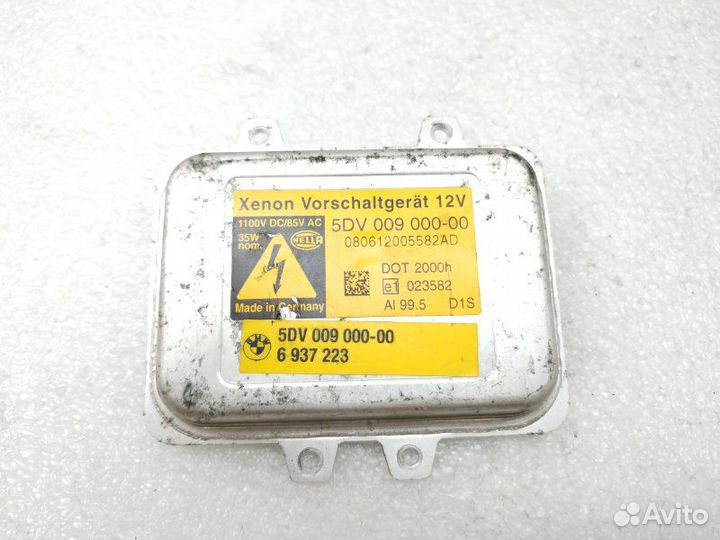 Xenon Vorschaltgerät 12V
1100V DC/85V AC
35W
nom.
HELLA
Made in Germany
5DV 009 000-00
080612005582AD
DOT 2000h
e1 023582
AI 99.5 D1S
BMW
5DV 009 000-00
6 937 223
Avito